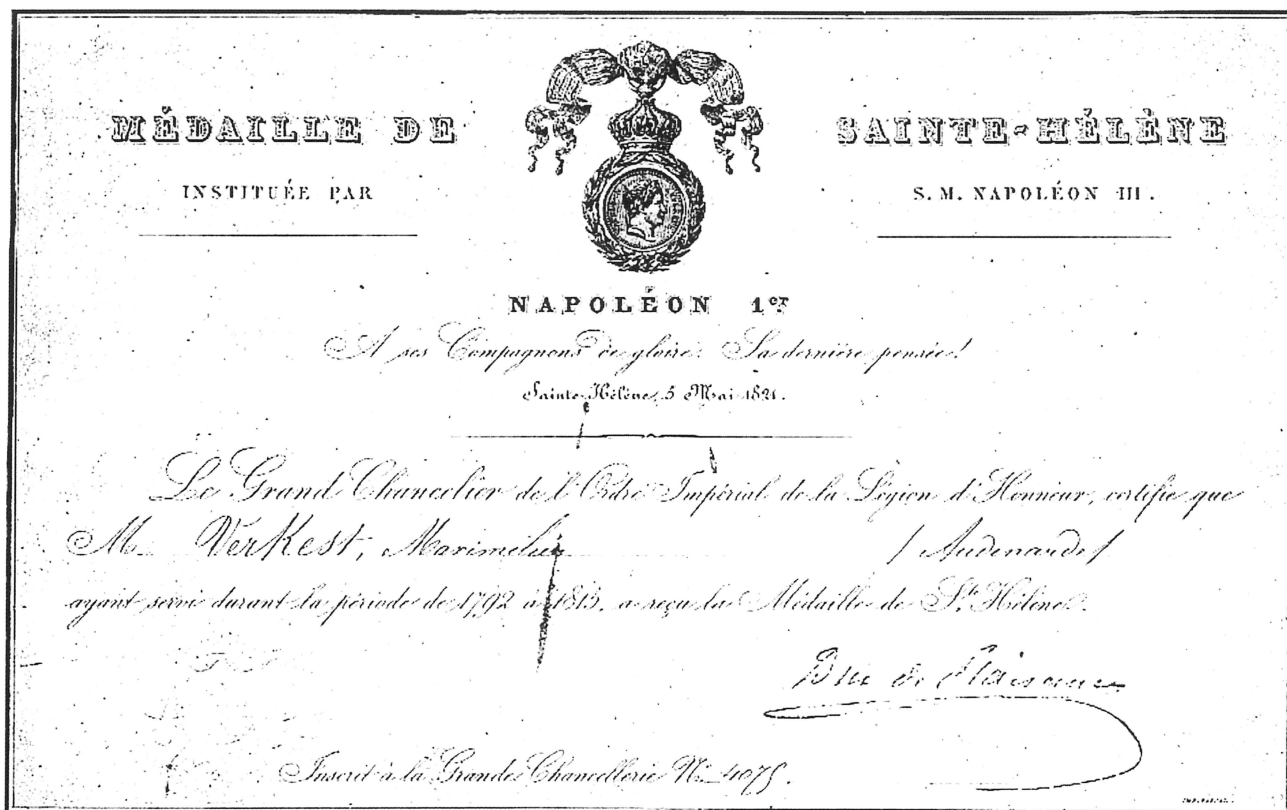 MÉDAILLE DE SAINTE-HÉLÈNE
INSTITUÉE PAR S. M. NAPOLÉON III.
NAPOLÉON 1er
A ses Compagnons de gloire. Sa dernière pensée!
Sainte-Hélène, 5 Mai 1821.
Le Grand Chancelier de l'Ordre Impérial de la Légion d'Honneur, certifie que
M. VerKest, Maximelien / Audenarde /
ayant servi durant la période de 1792 à 1815. a reçu la Médaille de Ste Hélène.
Duc de Plaisance
Inscrit à la Grande Chancellerie No 4075.